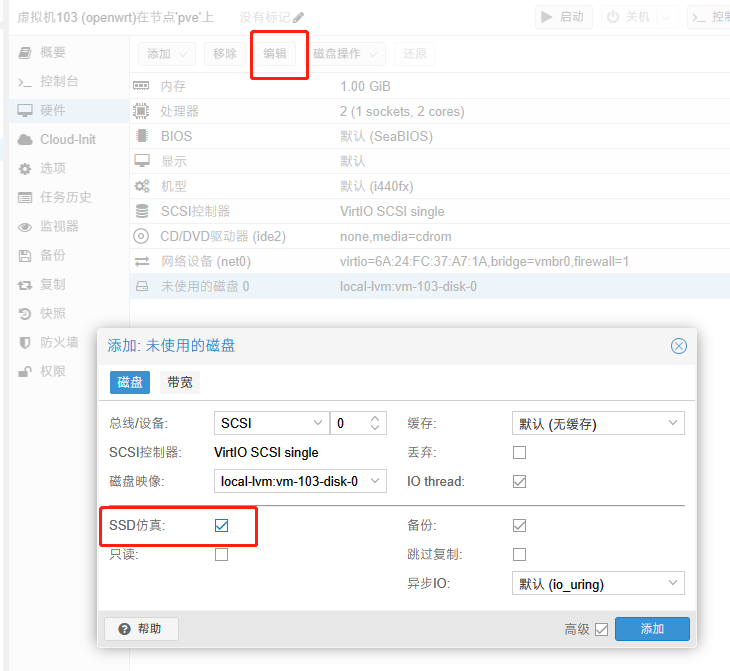 虚拟机103 (openwrt)在节点'pve'上
没有标记
启动
关机
控制
概要
控制台
硬件
Cloud-Init
选项
任务历史
监视器
备份
复制
快照
防火墙
权限
添加
移除
编辑
磁盘操作
还原
内存 1.00 GiB
处理器 2 (1 sockets, 2 cores)
BIOS 默认 (SeaBIOS)
显示 默认
机型 默认 (i440fx)
SCSI控制器 VirtIO SCSI single
CD/DVD驱动器 (ide2) none,media=cdrom
网络设备 (net0) virtio=6A:24:FC:37:A7:1A,bridge=vmbr0,firewall=1
未使用的磁盘 0 local-lvm:vm-103-disk-0
添加: 未使用的磁盘
磁盘 带宽
总线/设备: SCSI 0 缓存: 默认 (无缓存)
SCSI控制器: VirtIO SCSI single 丢弃:
磁盘映像: local-lvm:vm-103-disk-0 IO thread:
SSD仿真: 备份:
只读: 跳过复制:
异步IO: 默认 (io_uring)
帮助 高级 添加